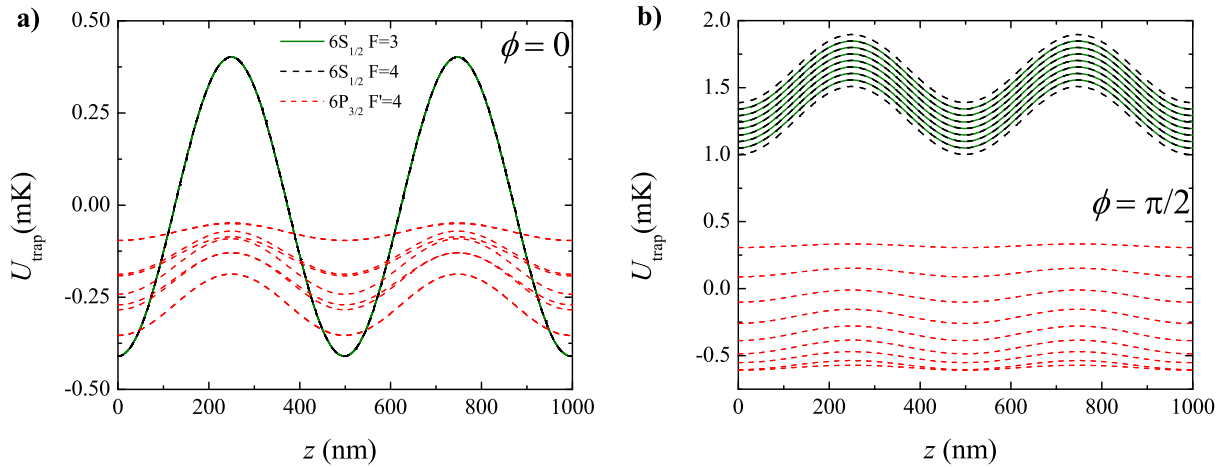 a)
ϕ = 0
6S1/2 F=3
6S1/2 F=4
6P3/2 F'=4
0.50
0.25
0.00
-0.25
-0.50
Utrap(mK)
0 200 400 600 800 1000
z (nm)
b)
ϕ = π/2
2.0
1.5
1.0
0.5
0.0
-0.5
Utrap(mK)
0 200 400 600 800 1000
z (nm)